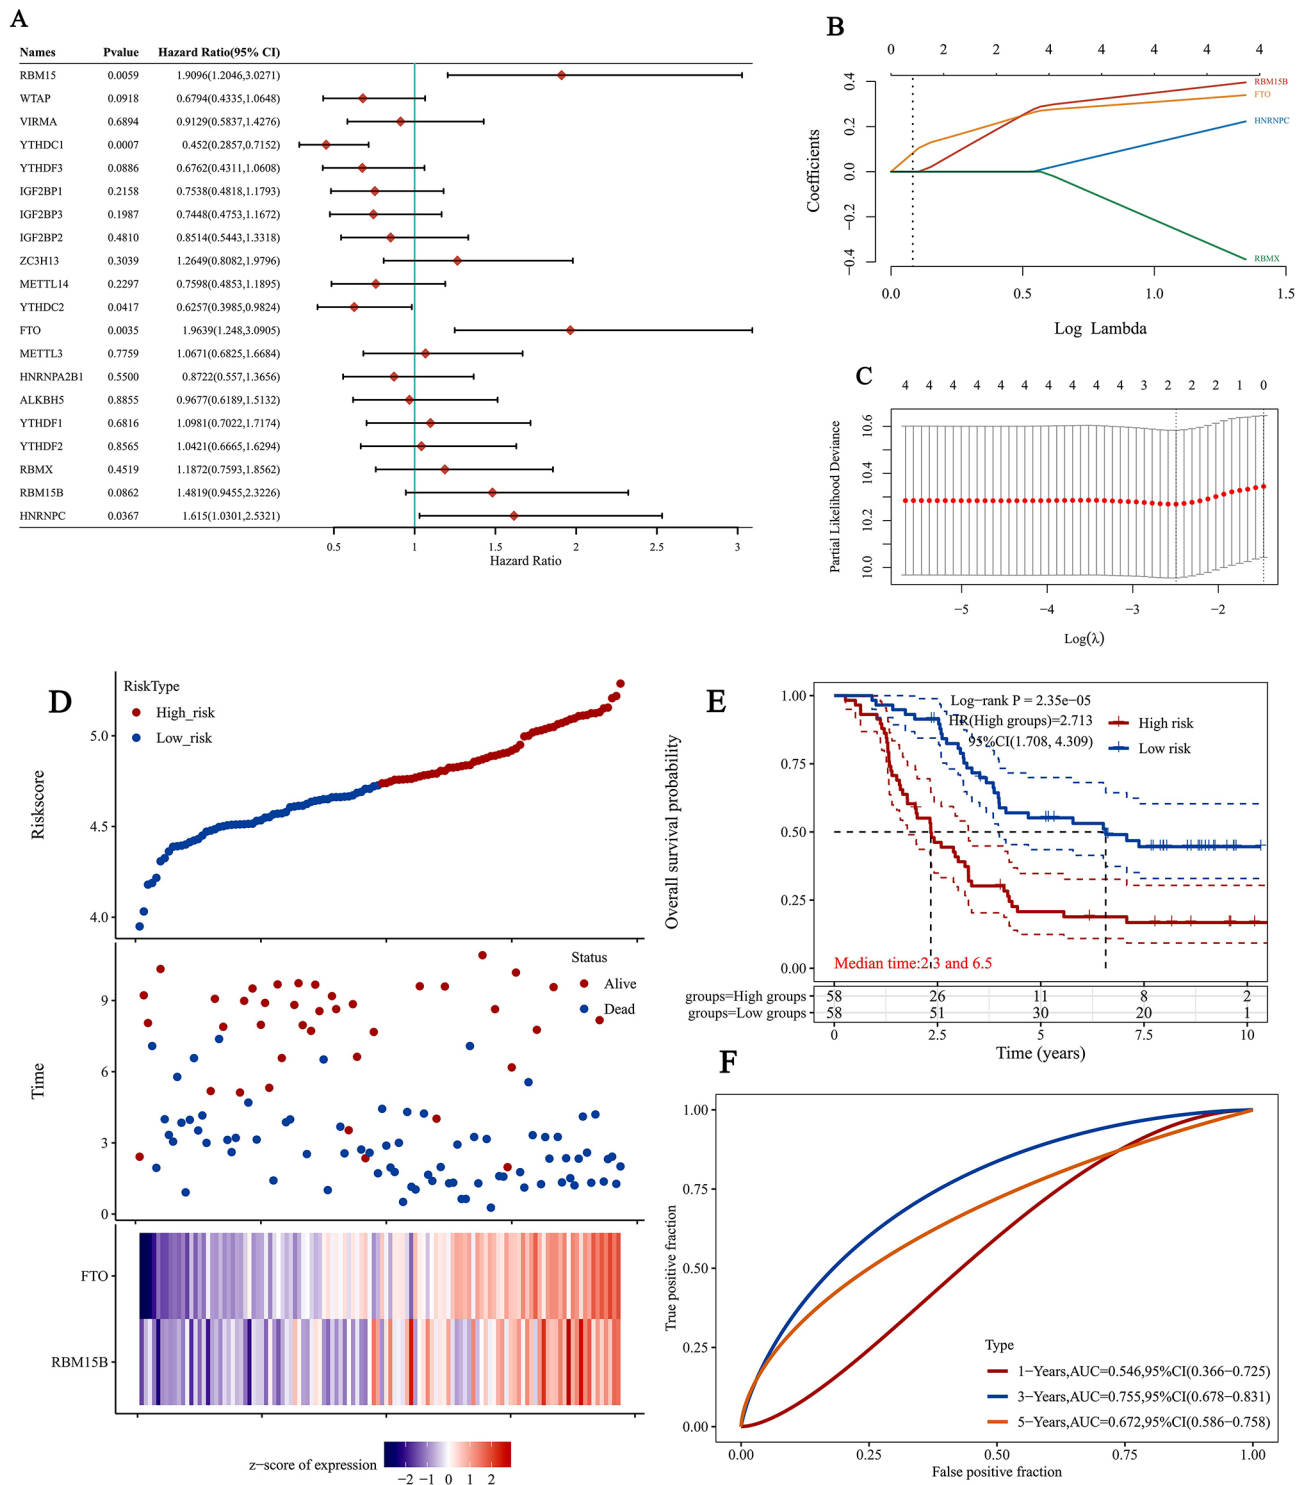 A
Names Pvalue Hazard Ratio(95% CI)
RBM15 0.0059 1.9096(1.2046,3.0271)
WTAP 0.0918 0.6794(0.4335,1.0648)
VIRMA 0.6894 0.9129(0.5837,1.4276)
YTHDC1 0.0007 0.452(0.2857,0.7152)
YTHDF3 0.0886 0.6762(0.4311,1.0608)
IGF2BP1 0.2158 0.7538(0.4818,1.1793)
IGF2BP3 0.1987 0.7448(0.4753,1.1672)
IGF2BP2 0.4810 0.8514(0.5443,1.3318)
ZC3H13 0.3039 1.2649(0.8082,1.9796)
METTL14 0.2297 0.7598(0.4853,1.1895)
YTHDC2 0.0417 0.6257(0.3985,0.9824)
FTO 0.0035 1.9639(1.248,3.0905)
METTL3 0.7759 1.0671(0.6825,1.6684)
HNRNPA2B1 0.5500 0.8722(0.557,1.3656)
ALKBH5 0.8855 0.9677(0.6189,1.5132)
YTHDF1 0.6816 1.0981(0.7022,1.7174)
YTHDF2 0.8565 1.0421(0.6665,1.6294)
RBMX 0.4519 1.1872(0.7593,1.8562)
RBM15B 0.0862 1.4819(0.9455,2.3226)
HNRNPC 0.0367 1.615(1.0301,2.5321)
0.5 1 1.5 2 2.5 3
Hazard Ratio
B
0 2 2 4 4 4
0.4
0.2
0.0
−0.2
−0.4
Coefficients
RBM15B
FTO
HNRNPC
RBMX
0.0 0.5 1.0 1.5
Log Lambda
C
4 4 4 4 4 4 4 4 4 3 2 2 2 1 0
10.6
10.4
10.2
10.0
Partial Likelihood Deviance
−5 −4 −3 −2
Log(λ)
D
RiskType
High_risk
Low_risk
5.0
4.5
4.0
Riskscore
Status
Alive
Dead
9
6
3
0
Time
FTO
RBM15B
z−score of expression
−2 −1 0 1 2
E
1.00
0.75
0.50
0.25
0.00
Overall survival probability
Log−rank P = 2.35e−05
HR(High groups)=2.713
95%CI(1.708, 4.309)
High risk
Low risk
Median time:2.3 and 6.5
groups=High groups 58 26 11 8 2
groups=Low groups 58 51 30 20 1
0 2.5 5 7.5 10
Time (years)
F
1.00
0.75
0.50
0.25
0.00
True positive fraction
Type
1−Years,AUC=0.546,95%CI(0.366−0.725)
3−Years,AUC=0.755,95%CI(0.678−0.831)
5−Years,AUC=0.672,95%CI(0.586−0.758)
0.00 0.25 0.50 0.75 1.00
False positive fraction